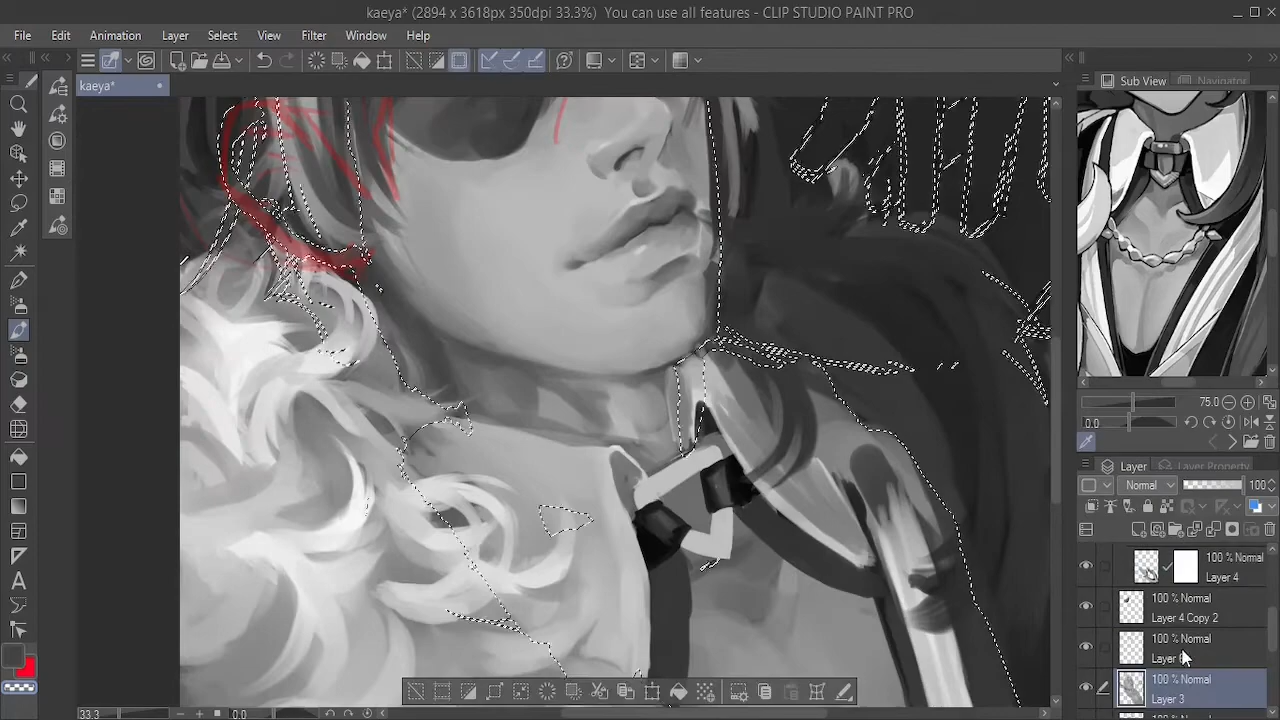 kaeya* (2894 x 3618px 350dpi 33.3%) You can use all features - CLIP STUDIO PAINT PRO
File Edit Animation Layer Select View Filter Window Help
kaeya*
Sub View Navigator
75.0
0.0
Layer Layer Property
Normal 100
100 % Normal
Layer 4
100 % Normal
Layer 4 Copy 2
100 % Normal
Layer
100 % Normal
Layer 3
33.3 0.0